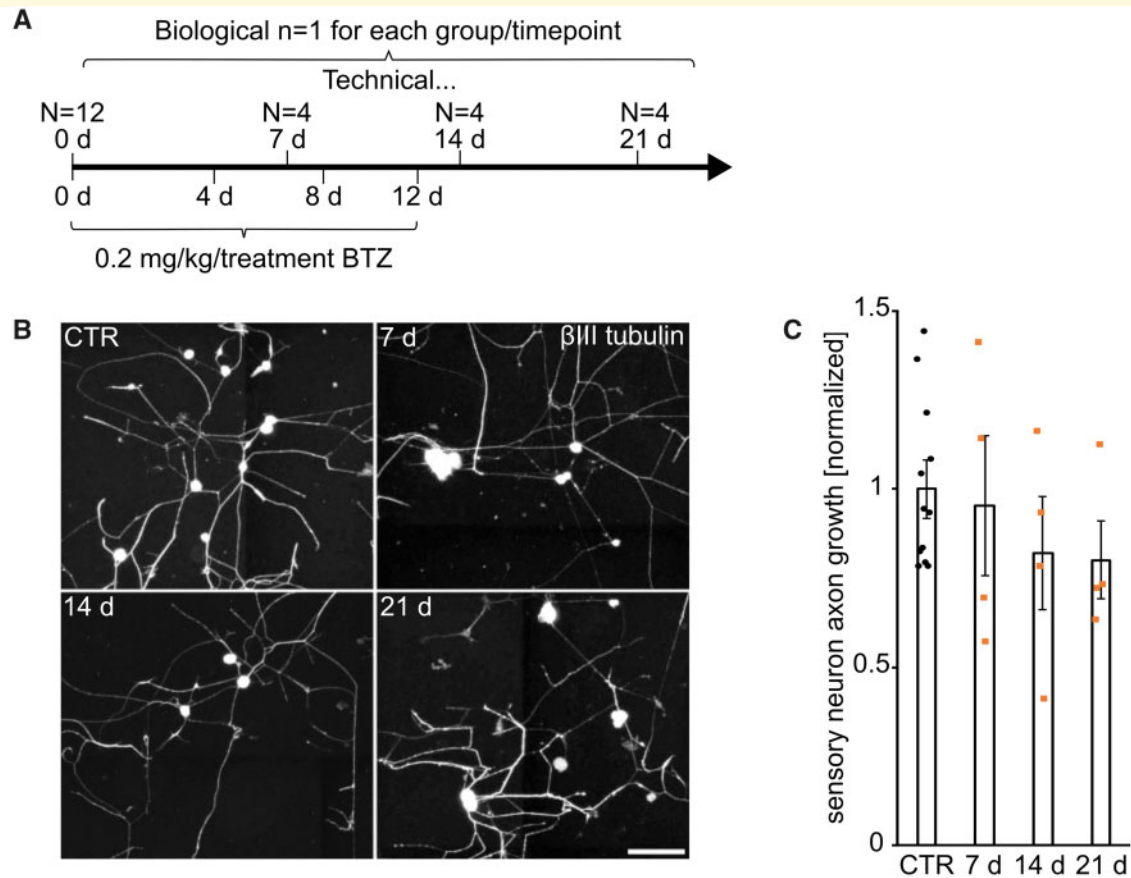 A
Biological n=1 for each group/timepoint
Technical...
N=12 N=4 N=4 N=4
0 d 7 d 14 d 21 d
0 d 4 d 8 d 12 d
0.2 mg/kg/treatment BTZ
B
CTR 7 d βIII tubulin
14 d 21 d
C
sensory neuron axon growth [normalized]
1.5
1
0.5
0
CTR 7 d 14 d 21 d